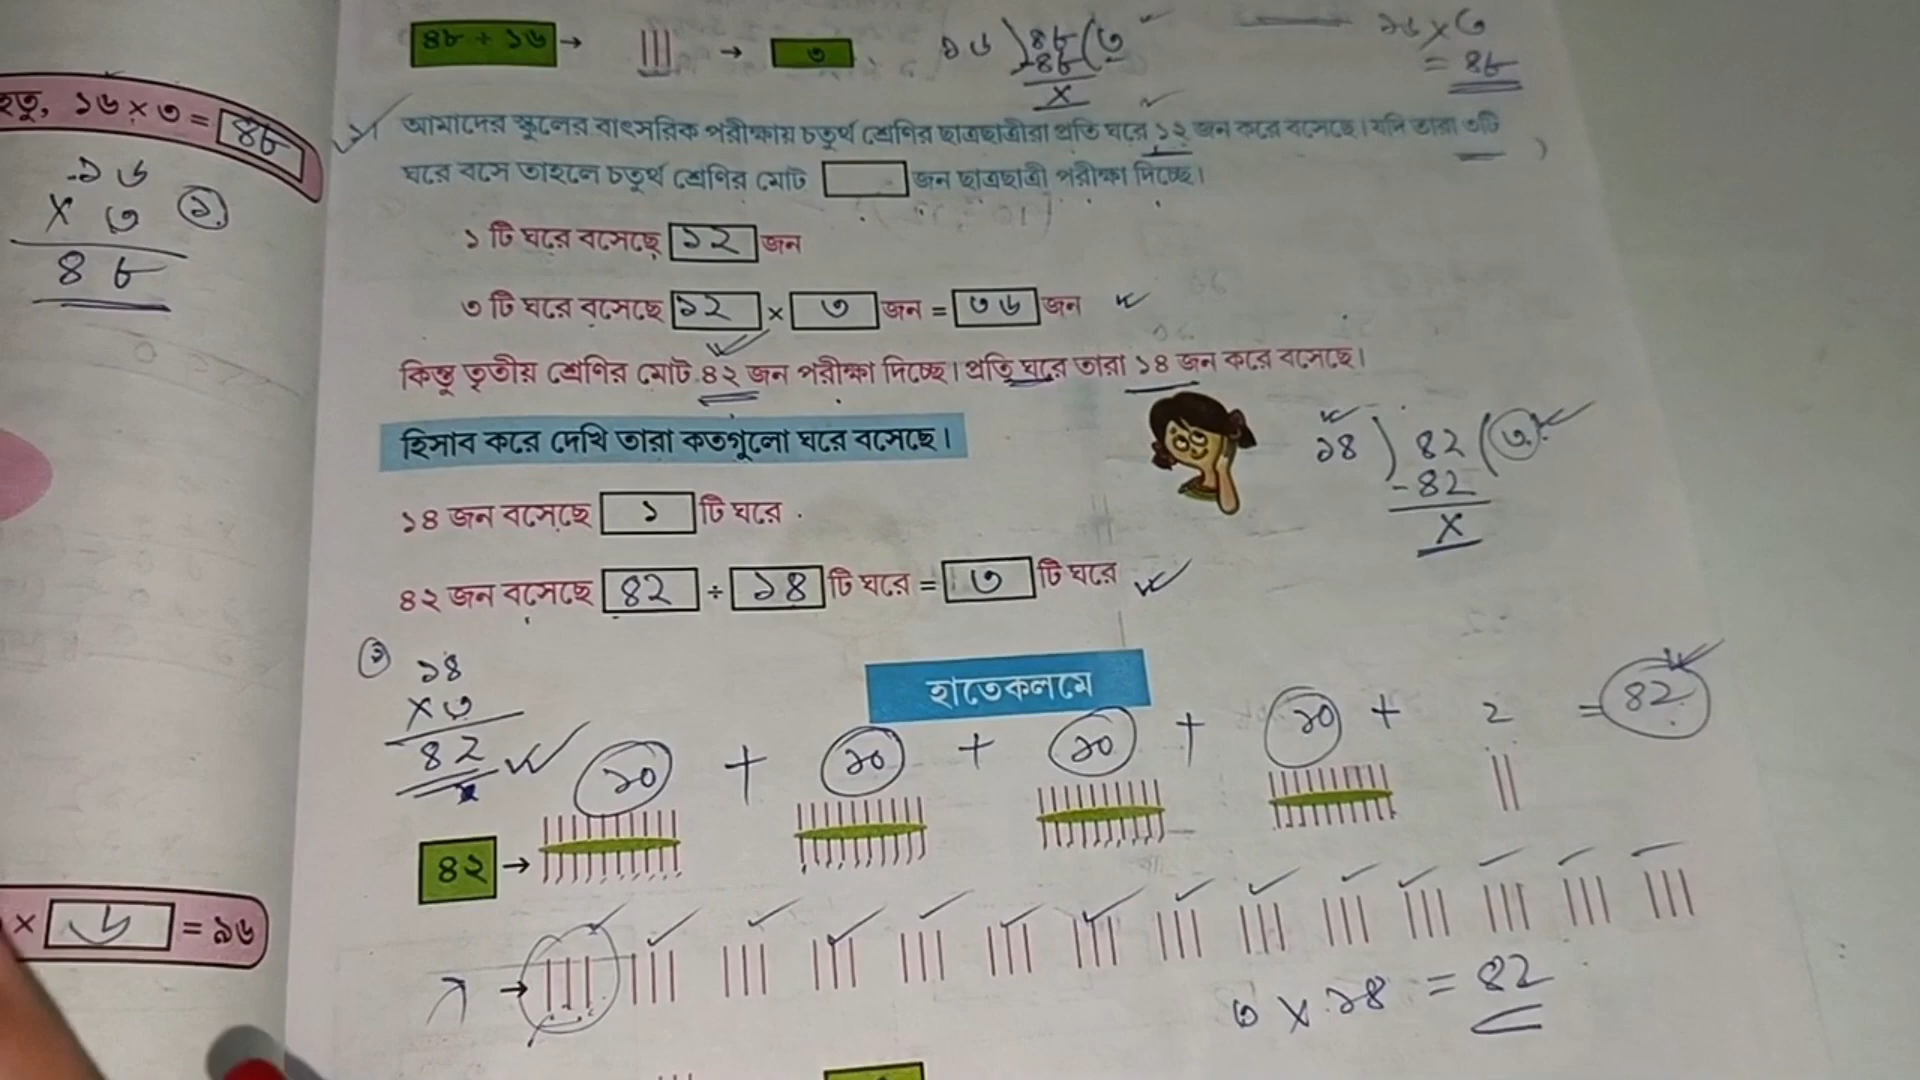 ৪৮ ÷ ১৬ → ||| → ৩
১৬ ) ৪৮ ( ৩
- ৪৮
x
১৬ × ৩
= ৪৮
১৬ × ৩ = ৪৮
১৬
× ৩
৪৮
১। আমাদের স্কুলের বাৎসরিক পরীক্ষায় চতুর্থ শ্রেণির ছাত্রছাত্রীরা প্রতি ঘরে ১২ জন করে বসেছে। যদি তারা ৩টি
ঘরে বসে তাহলে চতুর্থ শ্রেণির মোট জন ছাত্রছাত্রী পরীক্ষা দিচ্ছে।
১ টি ঘরে বসেছে ১২ জন
৩ টি ঘরে বসেছে ১২ × ৩ জন = ৩৬ জন
কিন্তু তৃতীয় শ্রেণির মোট ৪২ জন পরীক্ষা দিচ্ছে। প্রতি ঘরে তারা ১৪ জন করে বসেছে।
হিসাব করে দেখি তারা কতগুলো ঘরে বসেছে।
১৪ ) ৪২ ( ৩
- ৪২
x
১৪ জন বসেছে ১ টি ঘরে
৪২ জন বসেছে ৪২ ÷ ১৪ টি ঘরে = ৩ টি ঘরে
১৪
× ৩
৪২
হাতেকলমে
১০ + ১০ + ১০ + ১০ + ২ = ৪২
৪২ →
৩ × ১৪ = ৪২
× ৬ = ৯৬